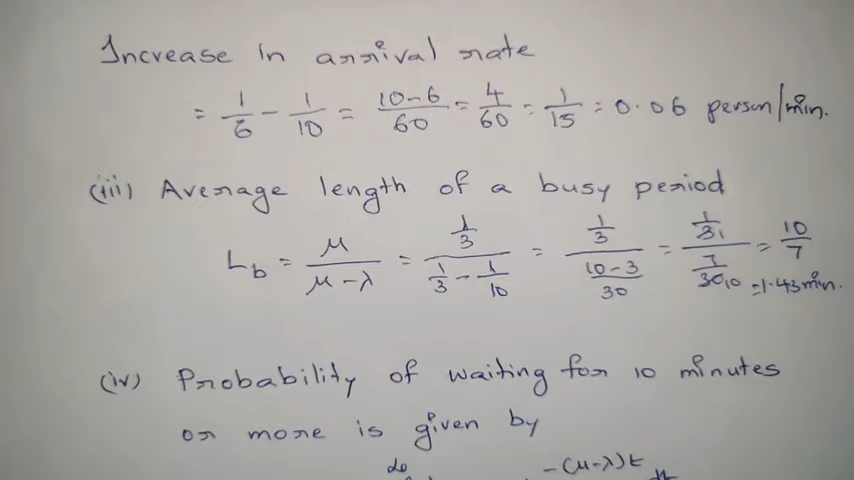 Increase in arrival rate
= 1/6 - 1/10 = (10-6)/60 = 4/60 = 1/15 = 0.06 person/min.
(iii) Average length of a busy period
L_b = μ/(μ-λ) = (1/3)/(1/3 - 1/10) = (1/3)/((10-3)/30) = (1/3)/(7/30) = 10/7
= 1.43 min.
(iv) Probability of waiting for 10 minutes
or more is given by
-(μ-λ)t